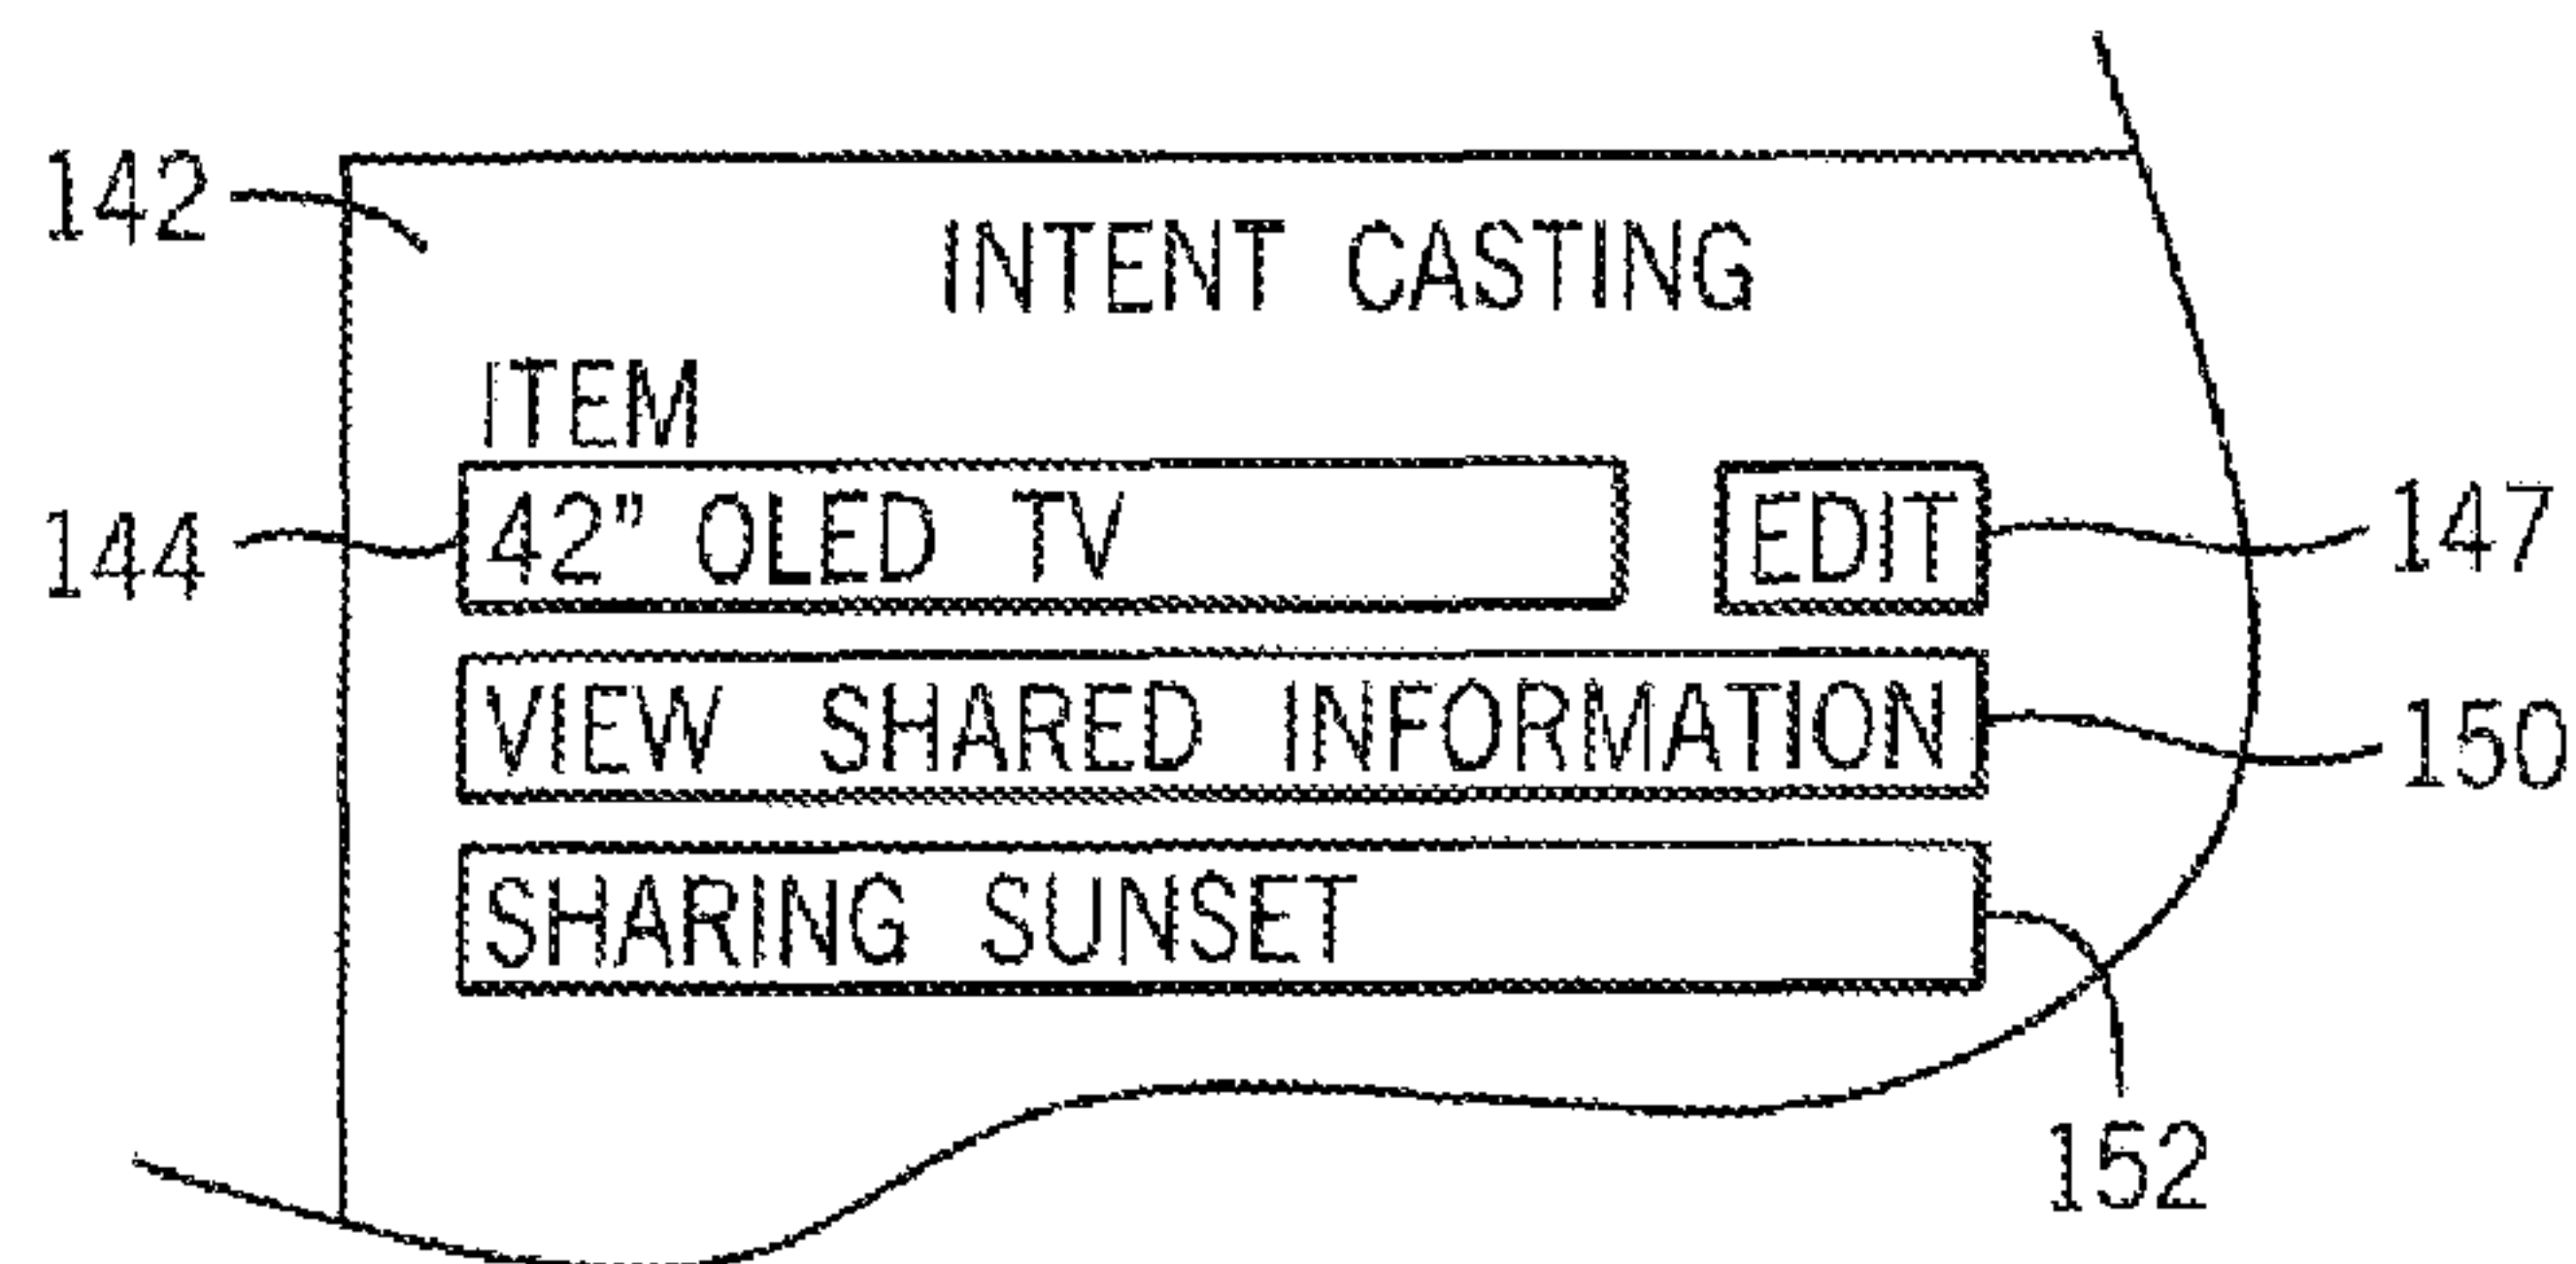 142
INTENT CASTING
ITEM
144 42" OLED TV EDIT 147
VIEW SHARED INFORMATION 150
SHARING SUNSET
152